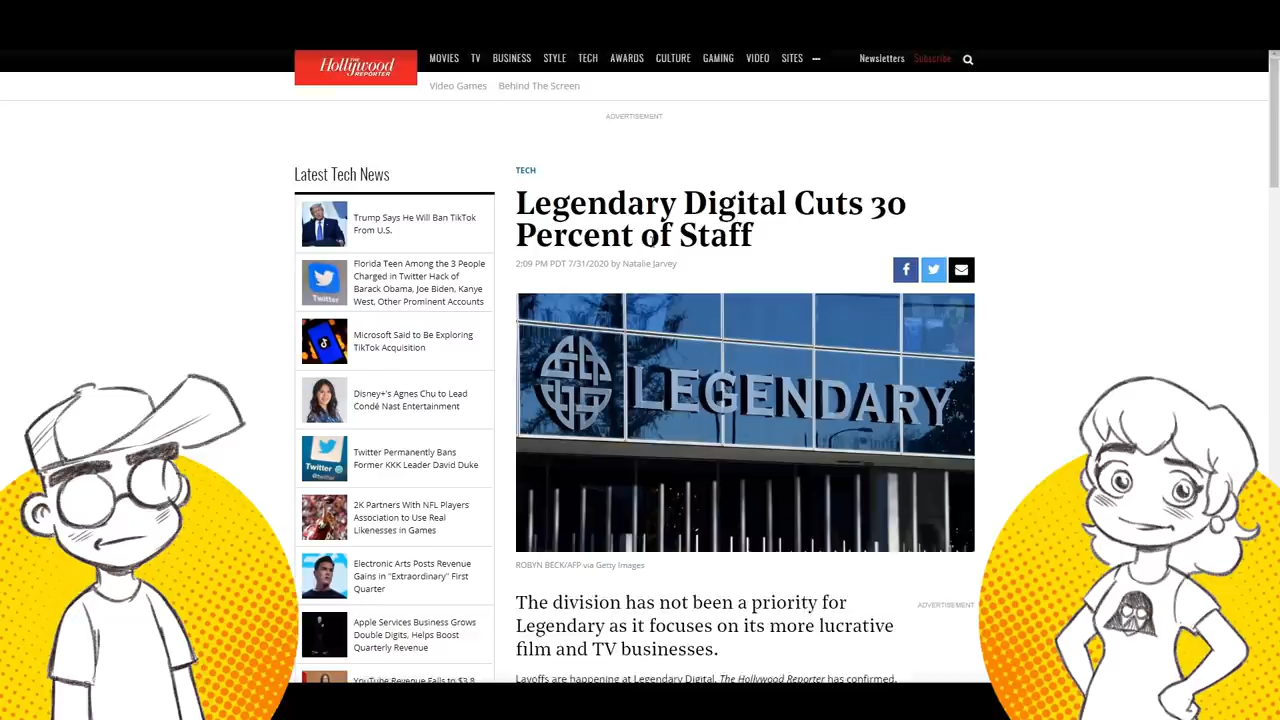 THE
Hollywood
REPORTER
MOVIES TV BUSINESS STYLE TECH AWARDS CULTURE GAMING VIDEO SITES
Newsletters Subscribe
Video Games Behind The Screen
ADVERTISEMENT
Latest Tech News
Trump Says He Will Ban TikTok
From U.S.
Florida Teen Among the 3 People
Charged in Twitter Hack of
Barack Obama, Joe Biden, Kanye
West, Other Prominent Accounts
Twitter
Microsoft Said to Be Exploring
TikTok Acquisition
Disney+'s Agnes Chu to Lead
Condé Nast Entertainment
Twitter Permanently Bans
Former KKK Leader David Duke
Twitter
2K Partners With NFL Players
Association to Use Real
Likenesses in Games
Electronic Arts Posts Revenue
Gains in "Extraordinary" First
Quarter
Apple Services Business Grows
Double Digits, Helps Boost
Quarterly Revenue
YouTube Revenue Falls to $3.8
TECH
Legendary Digital Cuts 30
Percent of Staff
2:09 PM PDT 7/31/2020 by Natalie Jarvey
LEGENDARY
ROBYN BECK/AFP via Getty Images
The division has not been a priority for
Legendary as it focuses on its more lucrative
film and TV businesses.
ADVERTISEMENT
Layoffs are happening at Legendary Digital, The Hollywood Reporter has confirmed.